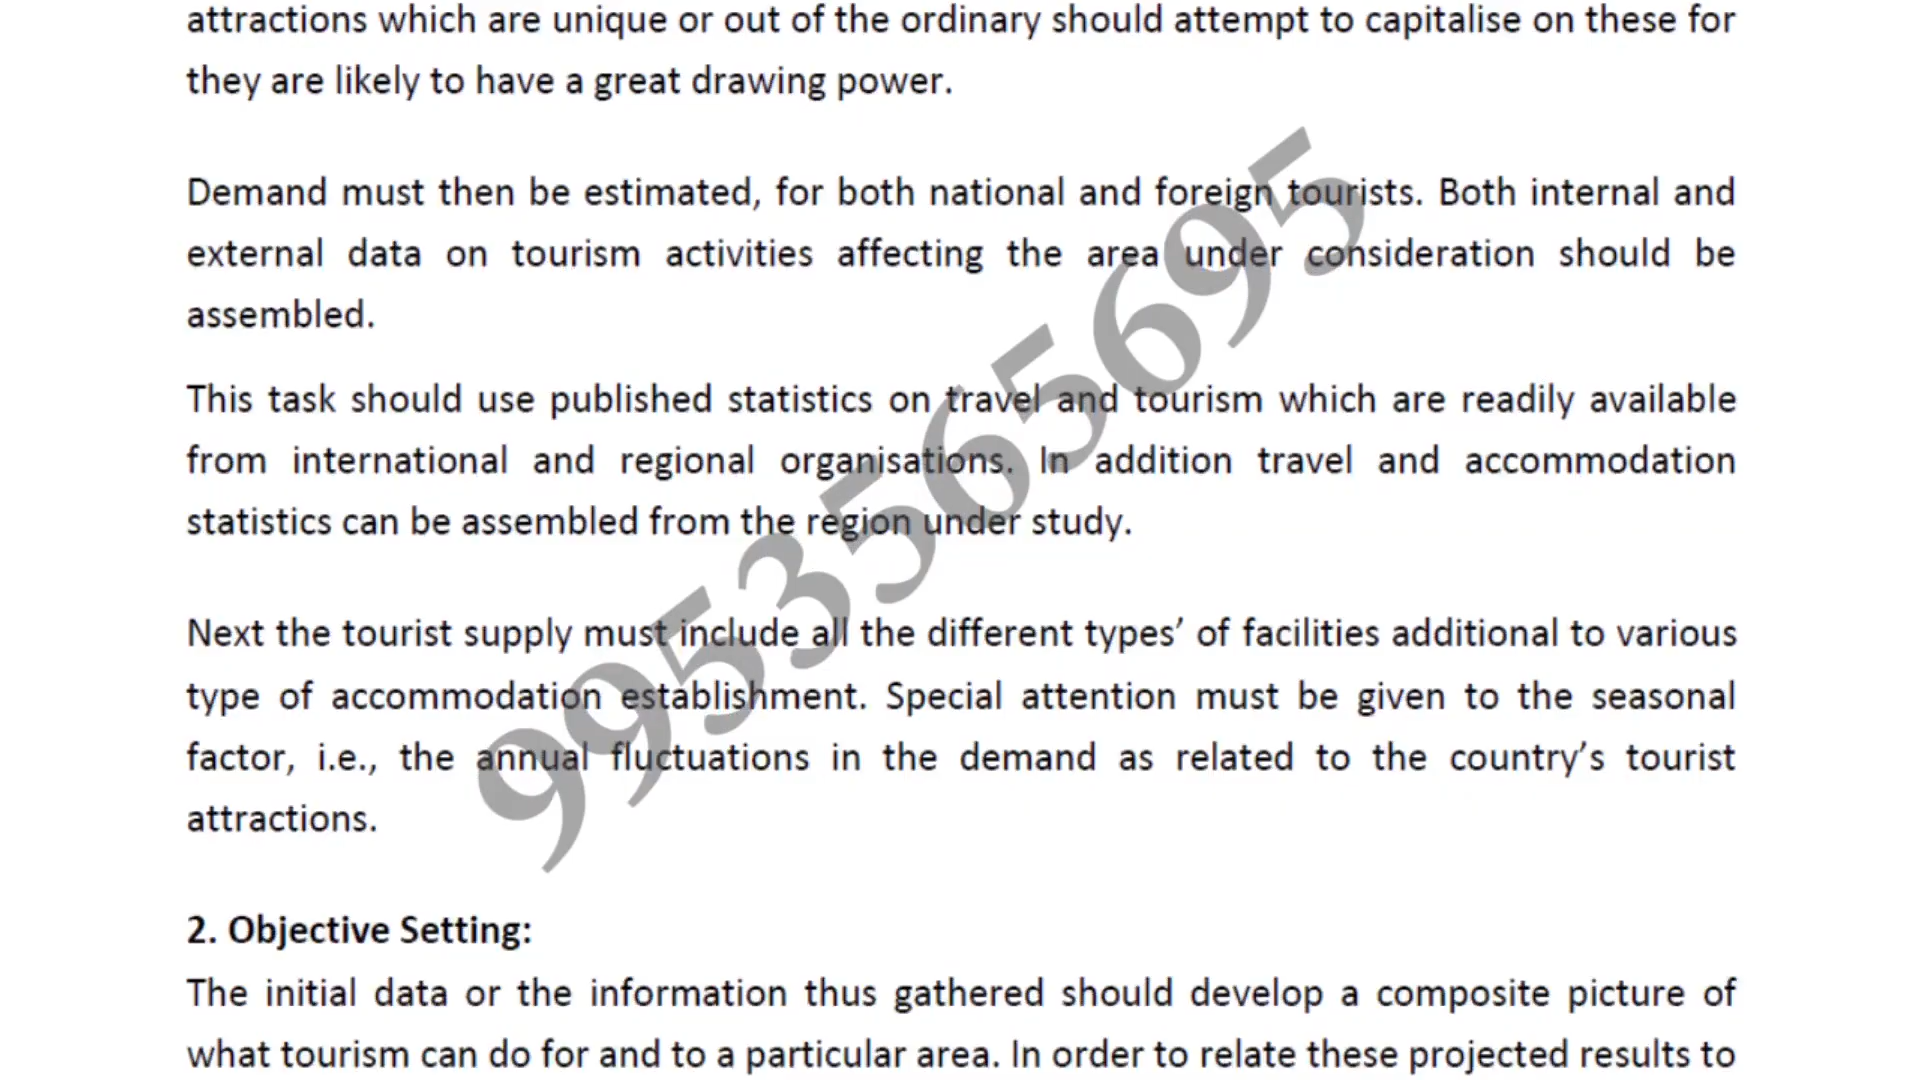 attractions which are unique or out of the ordinary should attempt to capitalise on these for
they are likely to have a great drawing power.
Demand must then be estimated, for both national and foreign tourists. Both internal and
external data on tourism activities affecting the area under consideration should be
assembled.
This task should use published statistics on travel and tourism which are readily available
from international and regional organisations. In addition travel and accommodation
statistics can be assembled from the region under study.
Next the tourist supply must include all the different types’ of facilities additional to various
type of accommodation establishment. Special attention must be given to the seasonal
factor, i.e., the annual fluctuations in the demand as related to the country’s tourist
attractions.
2. Objective Setting:
The initial data or the information thus gathered should develop a composite picture of
what tourism can do for and to a particular area. In order to relate these projected results to
9953565695